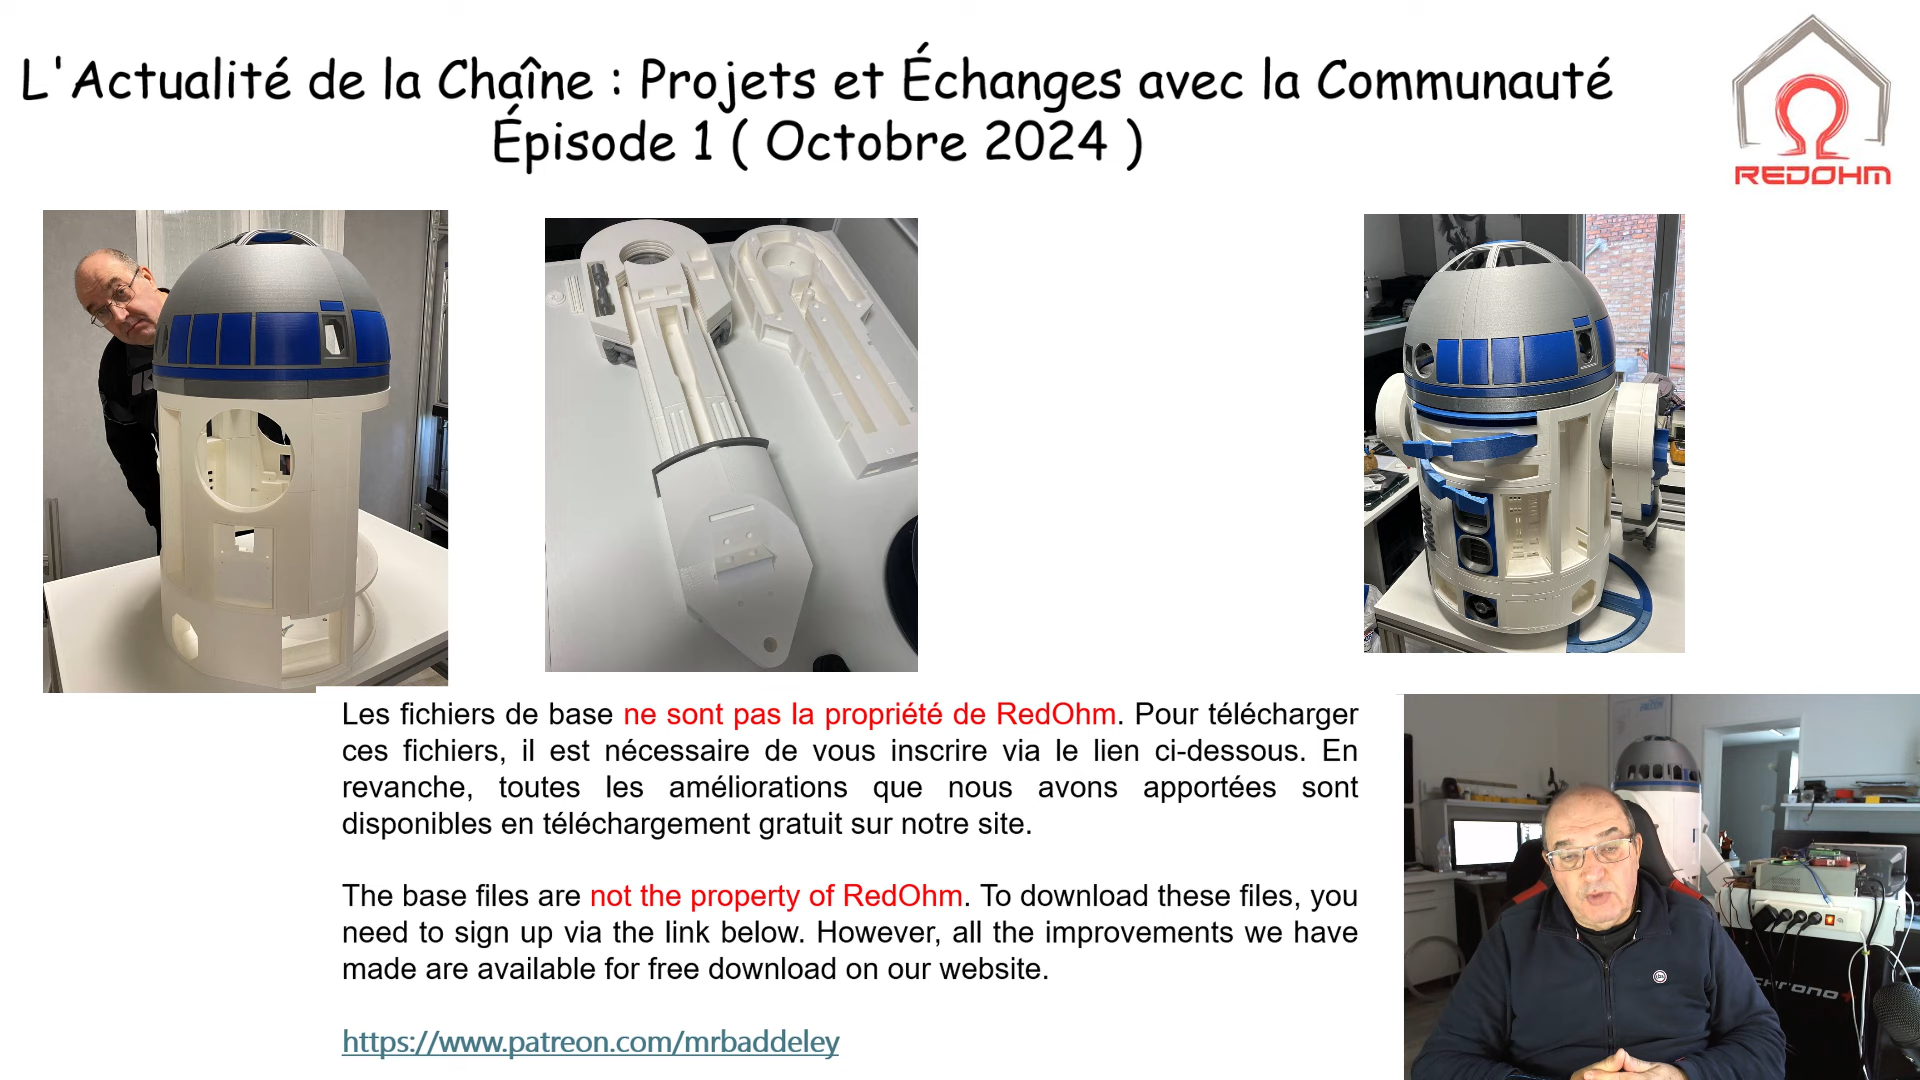 L'Actualité de la Chaîne : Projets et Échanges avec la Communauté
Épisode 1 ( Octobre 2024 )
REDOHM
Les fichiers de base ne sont pas la propriété de RedOhm. Pour télécharger
ces fichiers, il est nécessaire de vous inscrire via le lien ci-dessous. En
revanche, toutes les améliorations que nous avons apportées sont
disponibles en téléchargement gratuit sur notre site.
The base files are not the property of RedOhm. To download these files, you
need to sign up via the link below. However, all the improvements we have
made are available for free download on our website.
https://www.patreon.com/mrbaddeley